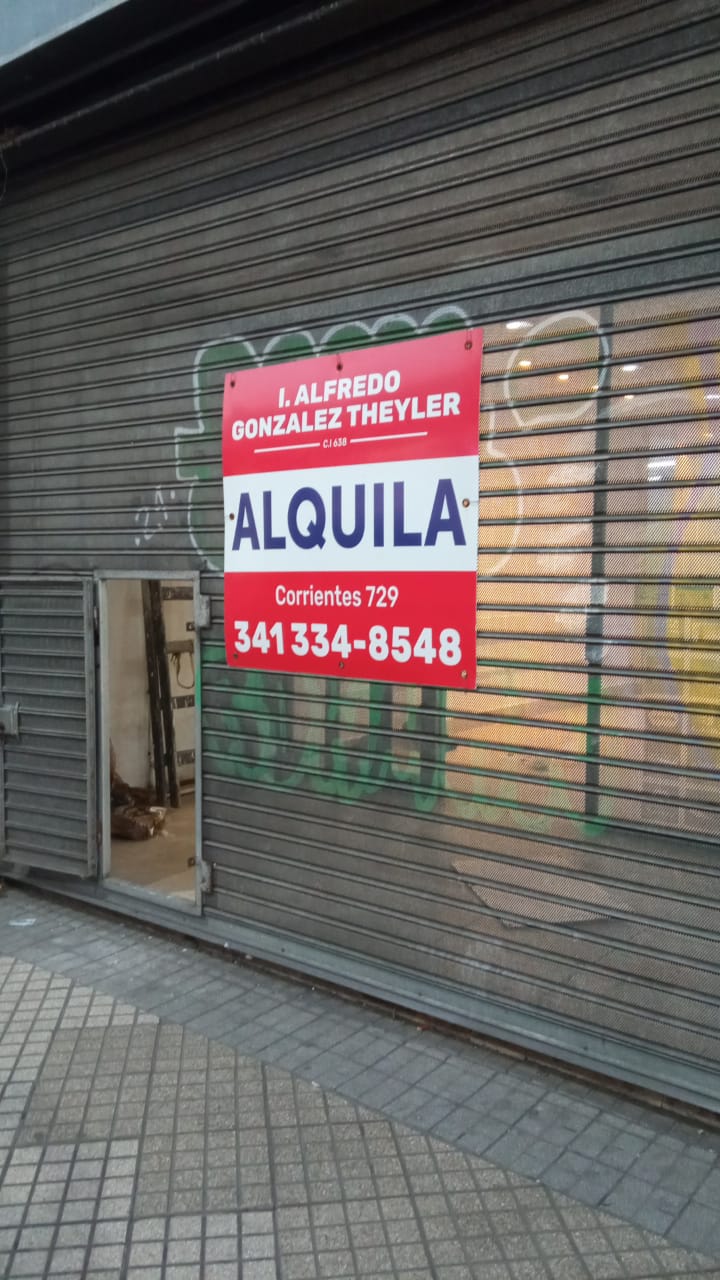 I. ALFREDO
GONZALEZ THEYLER
C.I 638
ALQUILA
Corrientes 729
341 334-8548